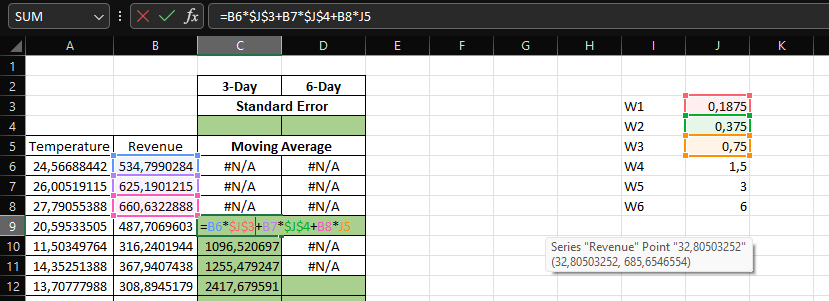 SUM fx =B6*$J$3+B7*$J$4+B8*J5
A B C D E F G H I J K
1
2 3-Day 6-Day
3 Standard Error W1 0,1875
4 W2 0,375
5 Temperature Revenue Moving Average W3 0,75
6 24,56688442 534,7990284 #N/A #N/A W4 1,5
7 26,00519115 625,1901215 #N/A #N/A W5 3
8 27,79055388 660,6322888 #N/A #N/A W6 6
9 20,59533505 487,7069603 =B6*$J$3+B7*$J$4+B8*J5
10 11,50349764 316,2401944 1096,520697 #N/A
Series "Revenue" Point "32,80503252"
(32,80503252, 685,6546554)
11 14,35251388 367,9407438 1255,479247 #N/A
12 13,70777988 308,8945179 2417,679591